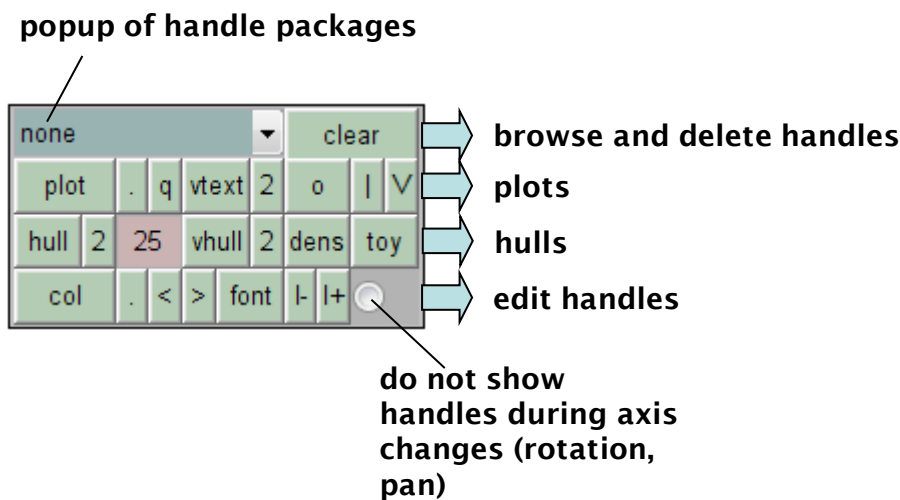 popup of handle packages
none clear browse and delete handles
plot . q vtext 2 o | V plots
hull 2 25 vhull 2 dens toy hulls
col . < > font l- l+ edit handles
do not show
handles during axis
changes (rotation,
pan)